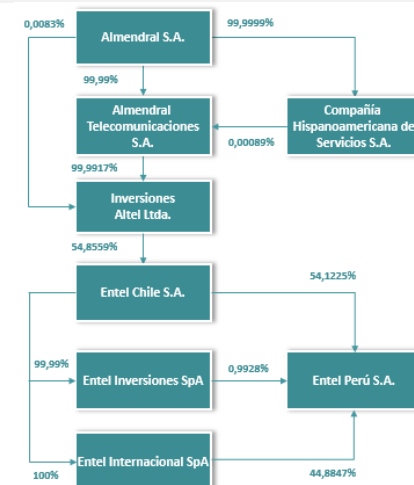 0,0083%
Almendral S.A.
99,9999%
99,99%
Almendral
Telecomunicaciones
S.A.
Compañía
Hispanoamericana de
Servicios S.A.
0,00089%
99,9917%
Inversiones
Altel Ltda.
54,8559%
Entel Chile S.A.
54,1225%
99,99%
Entel Inversiones SpA
0,9928%
Entel Perú S.A.
Entel Internacional SpA
100%
44,8847%